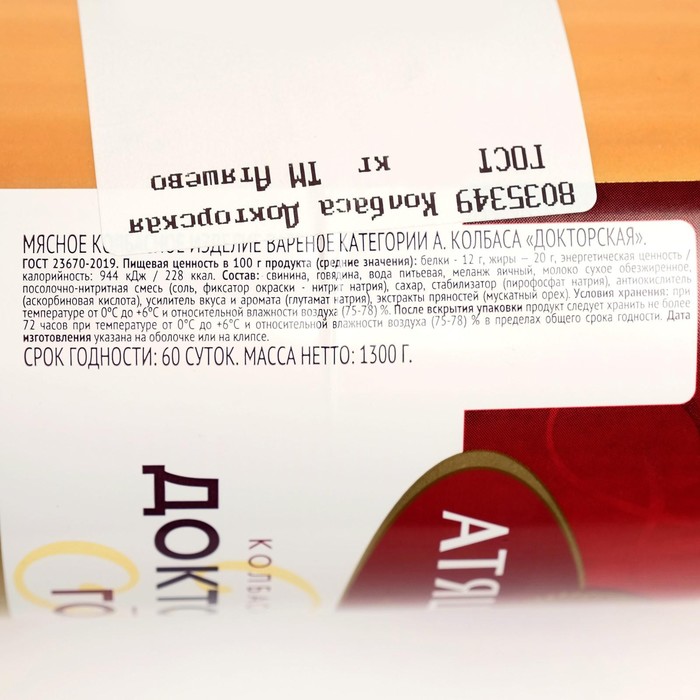 8035349 Колбаса Докторская
ГОСТ кг ТМ Атяшево
МЯСНОЕ ИЗДЕЛИЕ ВАРЕНОЕ КАТЕГОРИИ А. КОЛБАСА «ДОКТОРСКАЯ».
ГОСТ 23670-2019. Пищевая ценность в 100 г продукта (средние значения): белки - 12 г, жиры – 20 г, энергетическая ценность /
калорийность: 944 кДж / 228 ккал. Состав: свинина, говядина, вода питьевая, меланж яичный, молоко сухое обезжиренное,
посолочно-нитритная смесь (соль, фиксатор окраски - нитрит натрия), сахар, стабилизатор (пирофосфат натрия), антиокислитель
(аскорбиновая кислота), усилитель вкуса и аромата (глутамат натрия), экстракты пряностей (мускатный орех). Условия хранения: при
температуре от 0°С до +6°С и относительной влажности воздуха (75-78) %. После вскрытия упаковки продукт следует хранить не более
72 часов при температуре от 0°С до +6°С и относительной влажности воздуха (75-78) % в пределах общего срока годности. Дата
изготовления указана на оболочке или на клипсе.
СРОК ГОДНОСТИ: 60 СУТОК. МАССА НЕТТО: 1300 Г.
КОЛБАС
ДОКТО
ГО
АТЯ